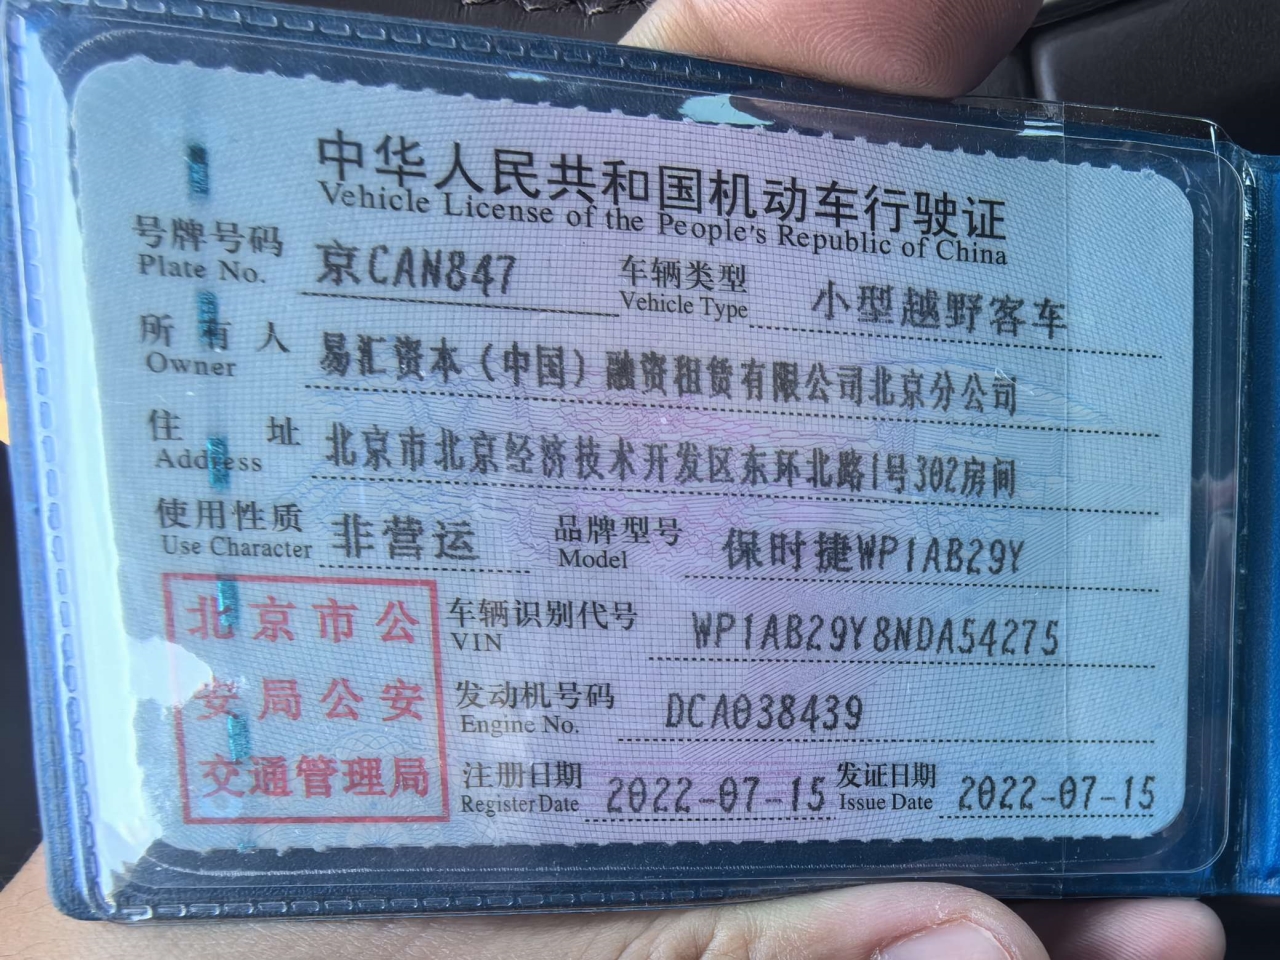 中华人民共和国机动车行驶证
Vehicle License of the People's Republic of China
号牌号码 京CAN847 车辆类型 小型越野客车
Plate No. Vehicle Type
所有人 易汇资本（中国）融资租赁有限公司北京分公司
Owner
住址 北京市北京经济技术开发区东环北路1号302房间
Address
使用性质 非营运 品牌型号 保时捷WP1AB29Y
Use Character Model
北京市公
安局公安
交通管理局
车辆识别代号 WP1AB29Y8NDA54275
VIN
发动机号码 DCA038439
Engine No.
注册日期 2022-07-15 发证日期 2022-07-15
Register Date Issue Date